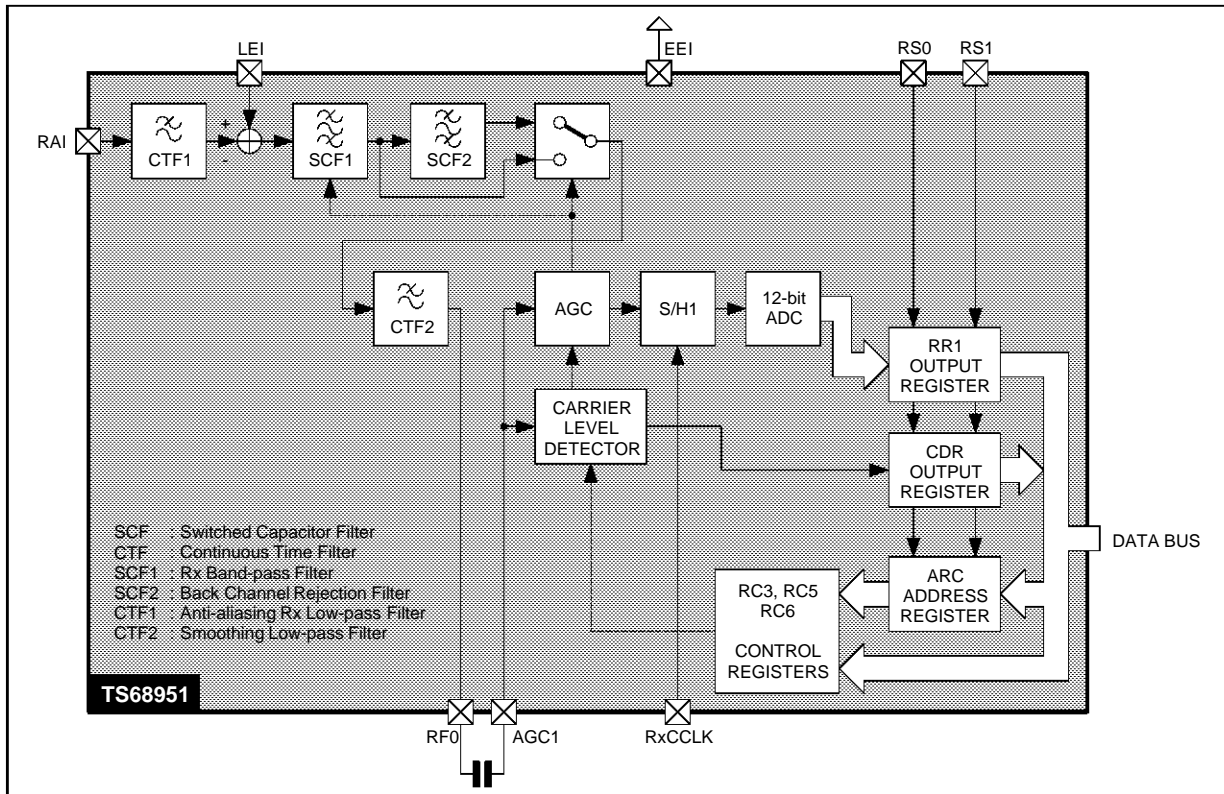 LEI
EEI
RS0
RS1
RAI
+
-
CTF1
SCF1
SCF2
CTF2
AGC
S/H1
12-bit
ADC
RR1
OUTPUT
REGISTER
CARRIER
LEVEL
DETECTOR
CDR
OUTPUT
REGISTER
DATA BUS
ARC
ADDRESS
REGISTER
RC3, RC5
RC6
CONTROL
REGISTERS
SCF : Switched Capacitor Filter
CTF : Continuous Time Filter
SCF1 : Rx Band-pass Filter
SCF2 : Back Channel Rejection Filter
CTF1 : Anti-aliasing Rx Low-pass Filter
CTF2 : Smoothing Low-pass Filter
TS68951
RF0
AGC1
RxCCLK